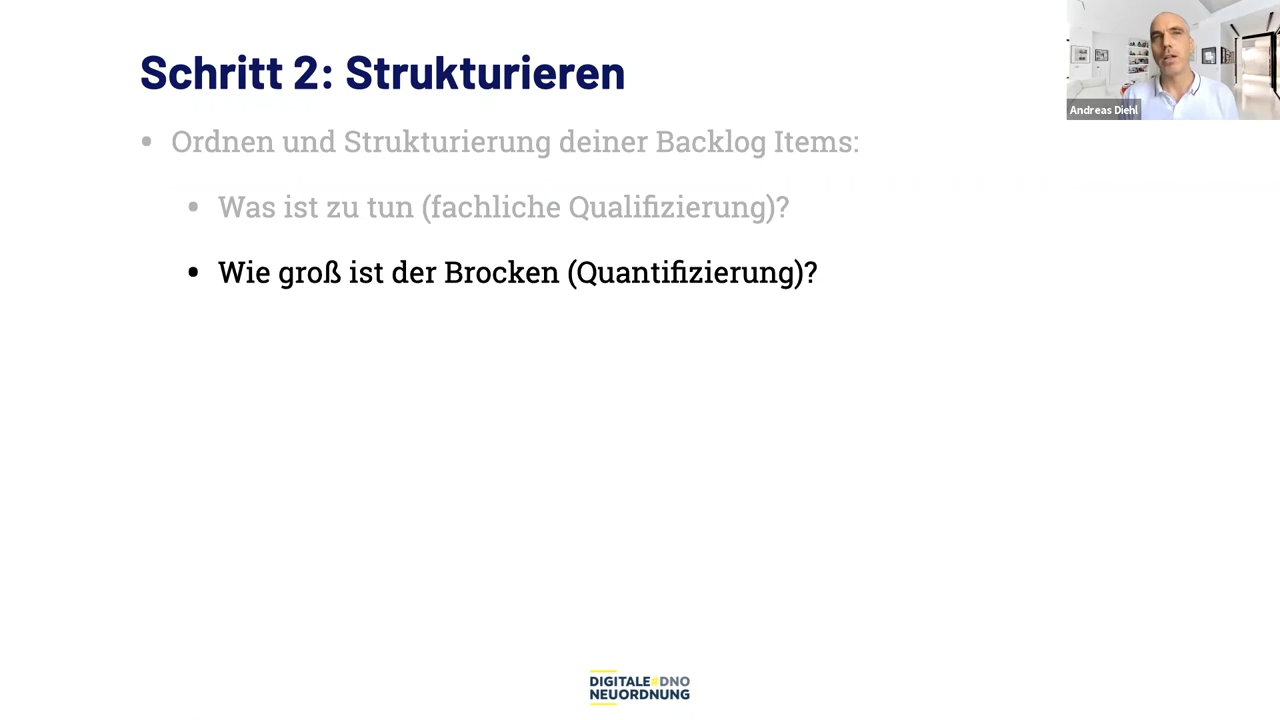 Schritt 2: Strukturieren
Andreas Diehl
• Ordnen und Strukturierung deiner Backlog Items:
• Was ist zu tun (fachliche Qualifizierung)?
• Wie groß ist der Brocken (Quantifizierung)?
DIGITALE#DNO
NEUORDNUNG